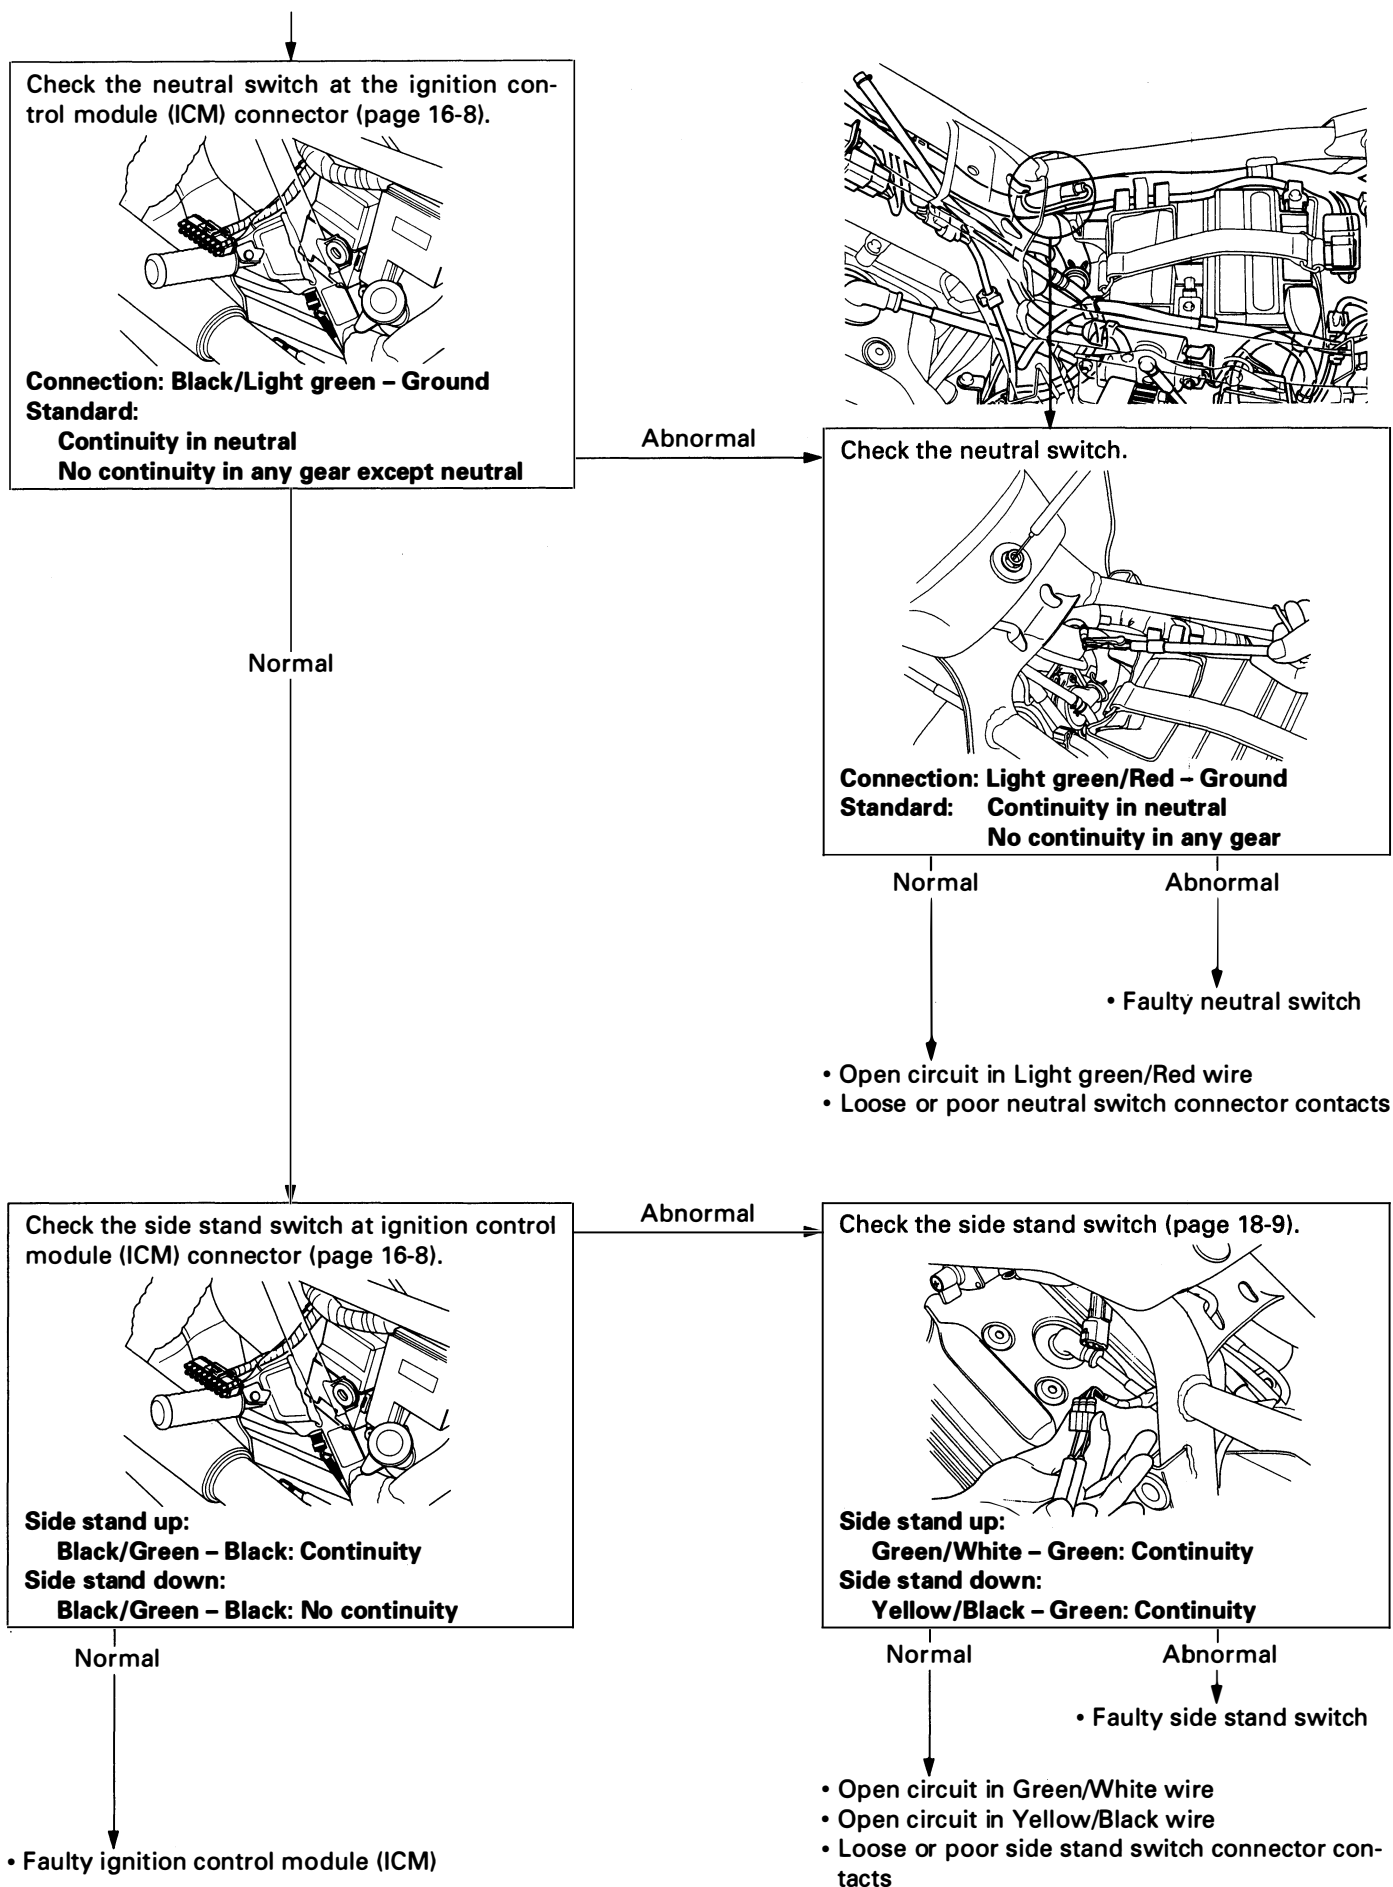 Check the neutral switch at the ignition con-
trol module (ICM) connector (page 16-8).
Connection: Black/Light green – Ground
Standard:
Continuity in neutral
No continuity in any gear except neutral
Abnormal
Check the neutral switch.
Connection: Light green/Red – Ground
Standard: Continuity in neutral
No continuity in any gear
Normal
Normal
Abnormal
• Faulty neutral switch
• Open circuit in Light green/Red wire
• Loose or poor neutral switch connector contacts
Check the side stand switch at ignition control
module (ICM) connector (page 16-8).
Side stand up:
Black/Green – Black: Continuity
Side stand down:
Black/Green – Black: No continuity
Abnormal
Check the side stand switch (page 18-9).
Side stand up:
Green/White – Green: Continuity
Side stand down:
Yellow/Black – Green: Continuity
Normal
Normal
Abnormal
• Faulty side stand switch
• Open circuit in Green/White wire
• Open circuit in Yellow/Black wire
• Loose or poor side stand switch connector con-
tacts
• Faulty ignition control module (ICM)